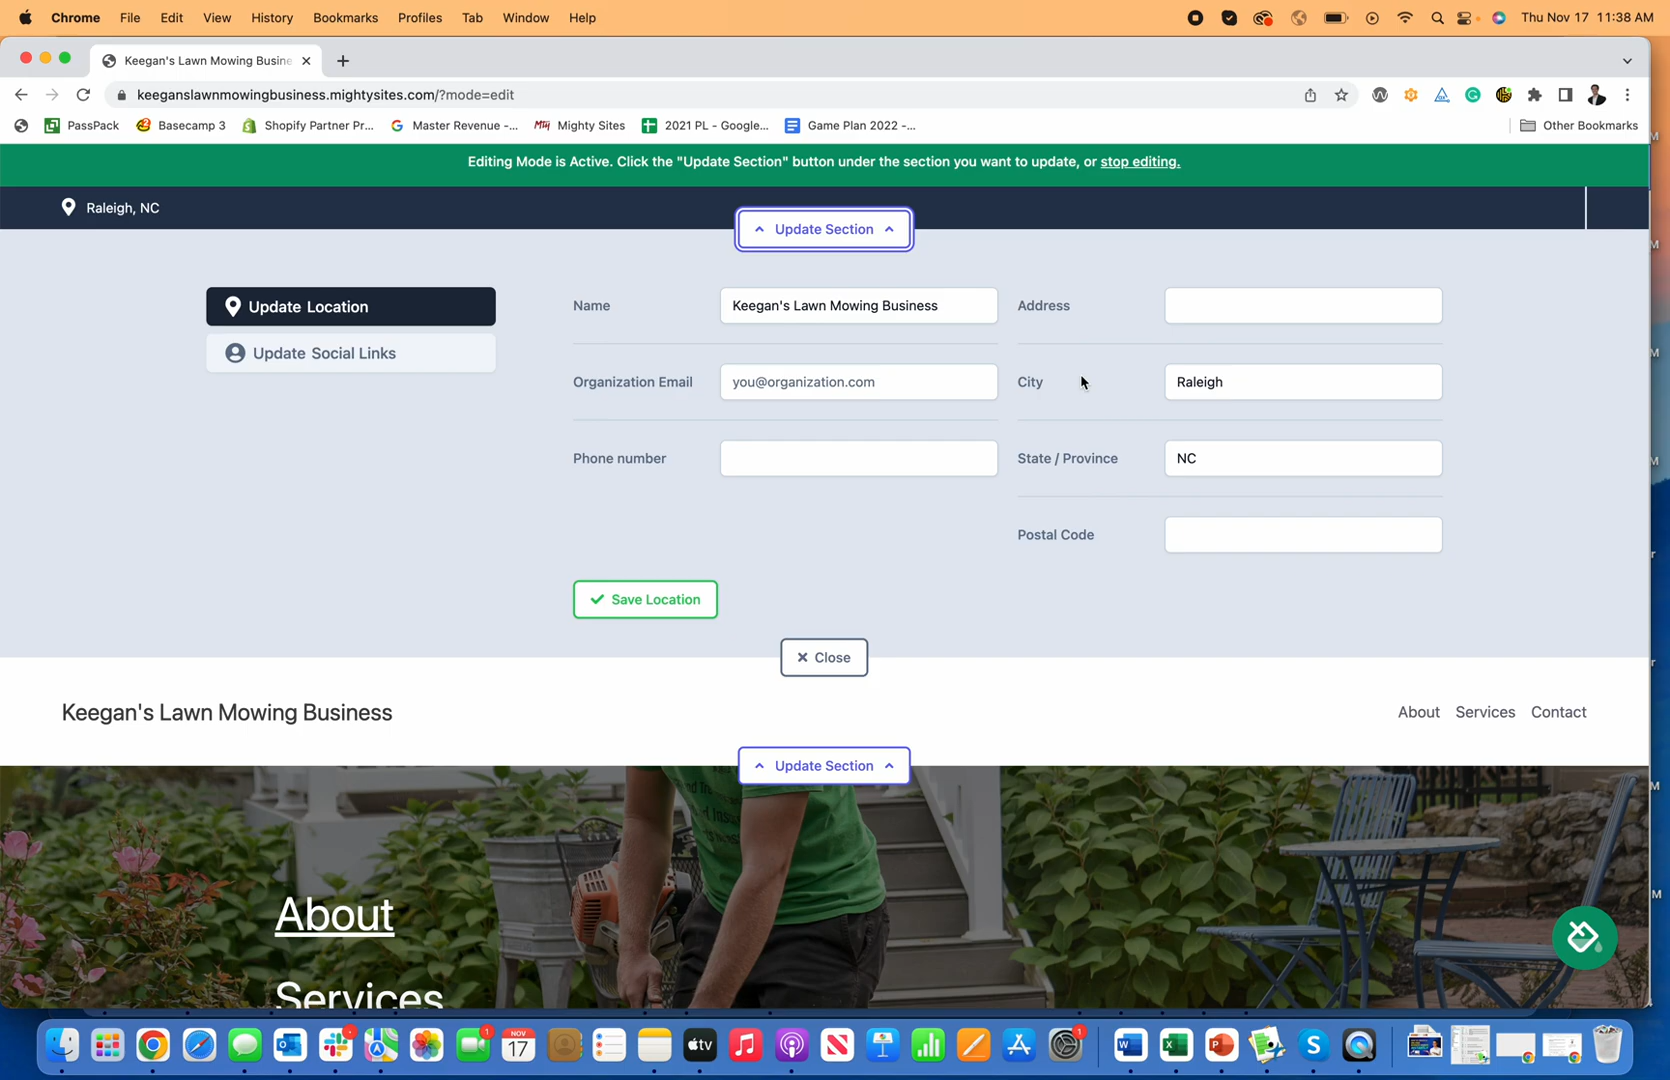 Chrome File Edit View History Bookmarks Profiles Tab Window Help Thu Nov 17 11:38 AM
Keegan's Lawn Mowing Busine
keeganslawnmowingbusiness.mightysites.com/?mode=edit
PassPack Basecamp 3 Shopify Partner Pr... Master Revenue -... Mighty Sites 2021 PL - Google... Game Plan 2022 -... Other Bookmarks
Editing Mode is Active. Click the "Update Section" button under the section you want to update, or stop editing.
Raleigh, NC
Update Section
Update Location
Update Social Links
Name Keegan's Lawn Mowing Business Address
Organization Email you@organization.com City Raleigh
Phone number State / Province NC
Postal Code
Save Location
Close
Keegan's Lawn Mowing Business About Services Contact
Update Section
About
Services
NOV
17
tv